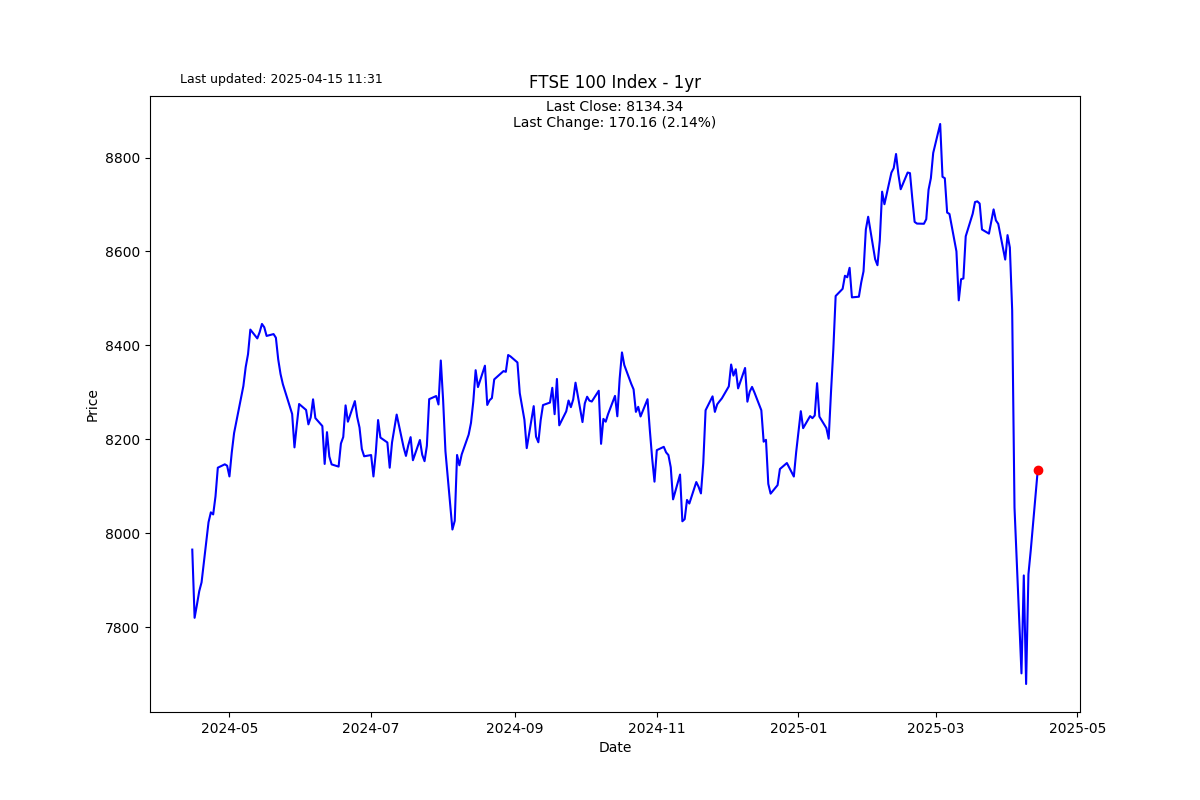 Last updated: 2025-04-15 11:31
FTSE 100 Index - 1yr
Last Close: 8134.34
Last Change: 170.16 (2.14%)
8800
8600
8400
8200
8000
7800
Price
2024-05
2024-07
2024-09
2024-11
2025-01
2025-03
2025-05
Date